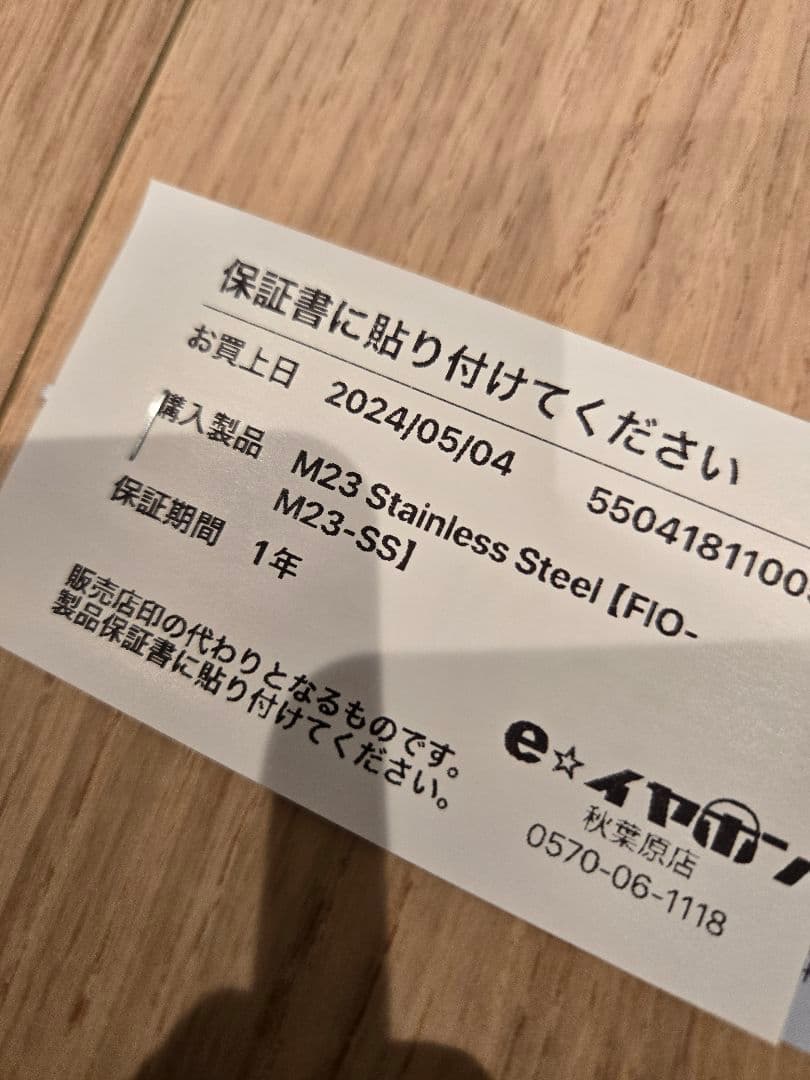 保証書に貼り付けてください
お買上日 2024/05/04 55041811005
購入製品 M23 Stainless Steel【FIO-
M23-SS】
保証期間 1年
販売店印の代わりとなるものです。
製品保証書に貼り付けてください。
e☆イヤホン
秋葉原店
0570-06-1118